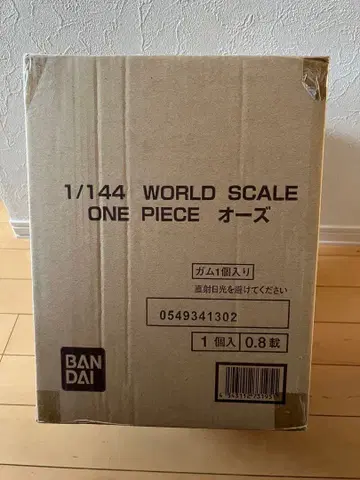 1/144 WORLD SCALE
ONE PIECE オーズ
ガム1個入り
直射日光を避けてください
0549341302
1個入 0.8載
BAN
DAI